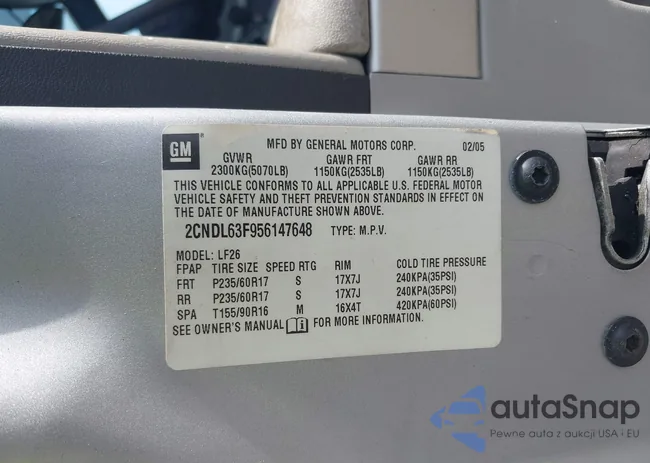 GM MFD BY GENERAL MOTORS CORP. 02/05
GVWR GAWR FRT GAWR RR
2300KG(5070LB) 1150KG(2535LB) 1150KG(2535LB)
THIS VEHICLE CONFORMS TO ALL APPLICABLE U.S. FEDERAL MOTOR
VEHICLE SAFETY AND THEFT PREVENTION STANDARDS IN EFFECT ON
THE DATE OF MANUFACTURE SHOWN ABOVE.
2CNDL63F956147648 TYPE: M.P.V.
MODEL: LF26
FPAP TIRE SIZE SPEED RTG RIM COLD TIRE PRESSURE
FRT P235/60R17 S 17X7J 240KPA(35PSI)
RR P235/60R17 S 17X7J 240KPA(35PSI)
SPA T155/90R16 M 16X4T 420KPA(60PSI)
SEE OWNER'S MANUAL FOR MORE INFORMATION.
autoSnap
Pewne auta z aukcji USA i EU